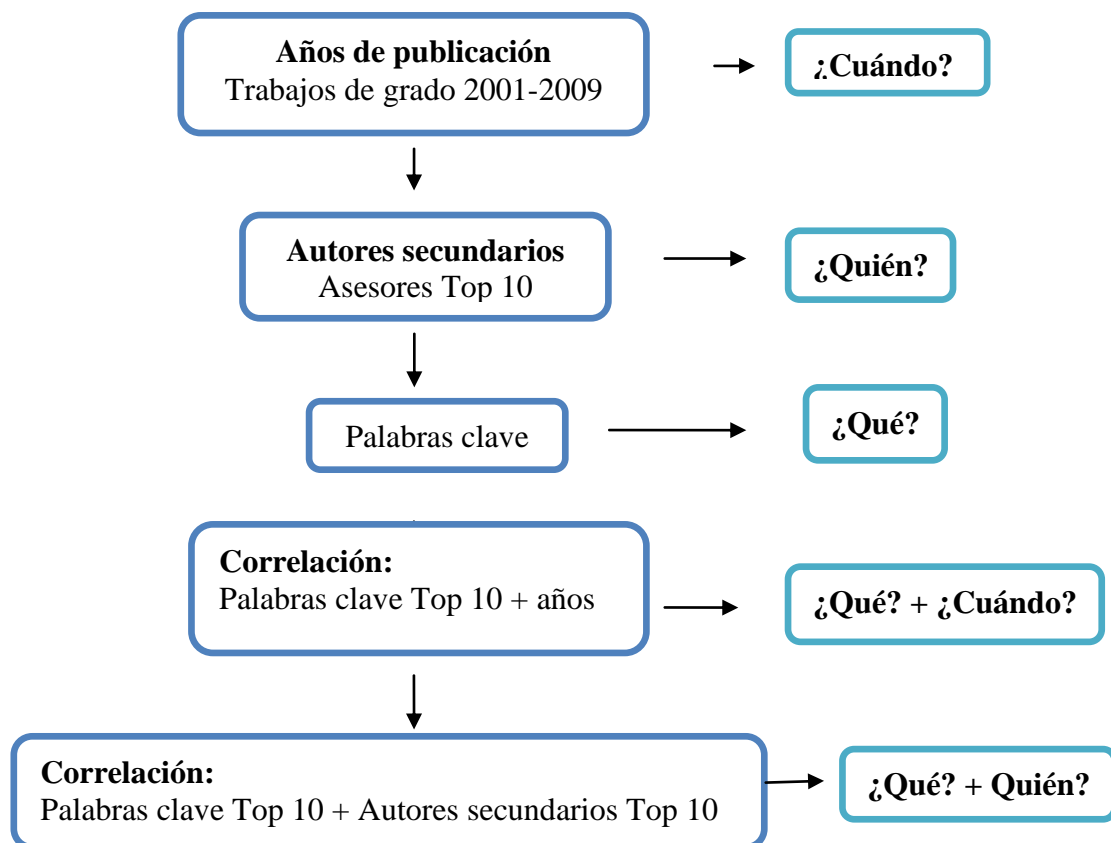 Años de publicación
Trabajos de grado 2001-2009
¿Cuándo?
Autores secundarios
Asesores Top 10
¿Quién?
Palabras clave
¿Qué?
Correlación:
Palabras clave Top 10 + años
¿Qué? + ¿Cuándo?
Correlación:
Palabras clave Top 10 + Autores secundarios Top 10
¿Qué? + Quién?